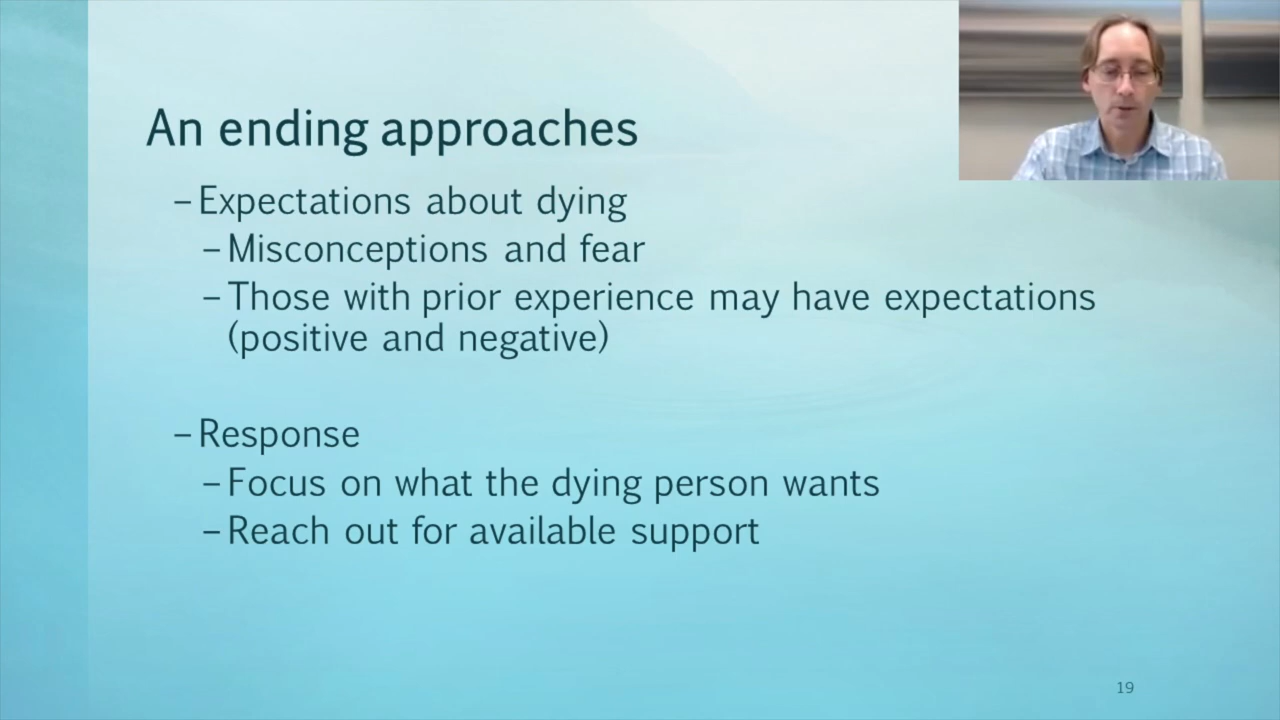 An ending approaches
– Expectations about dying
– Misconceptions and fear
– Those with prior experience may have expectations
(positive and negative)
– Response
– Focus on what the dying person wants
– Reach out for available support
19